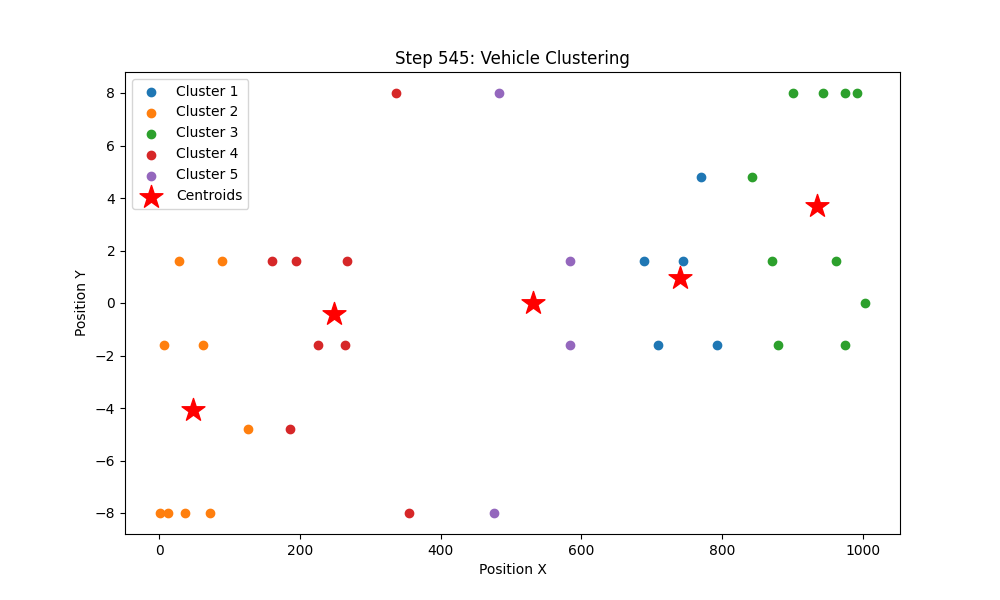 Step 545: Vehicle Clustering
Cluster 1
Cluster 2
Cluster 3
Cluster 4
Cluster 5
Centroids
8
6
4
2
0
−2
−4
−6
−8
Position Y
0 200 400 600 800 1000
Position X